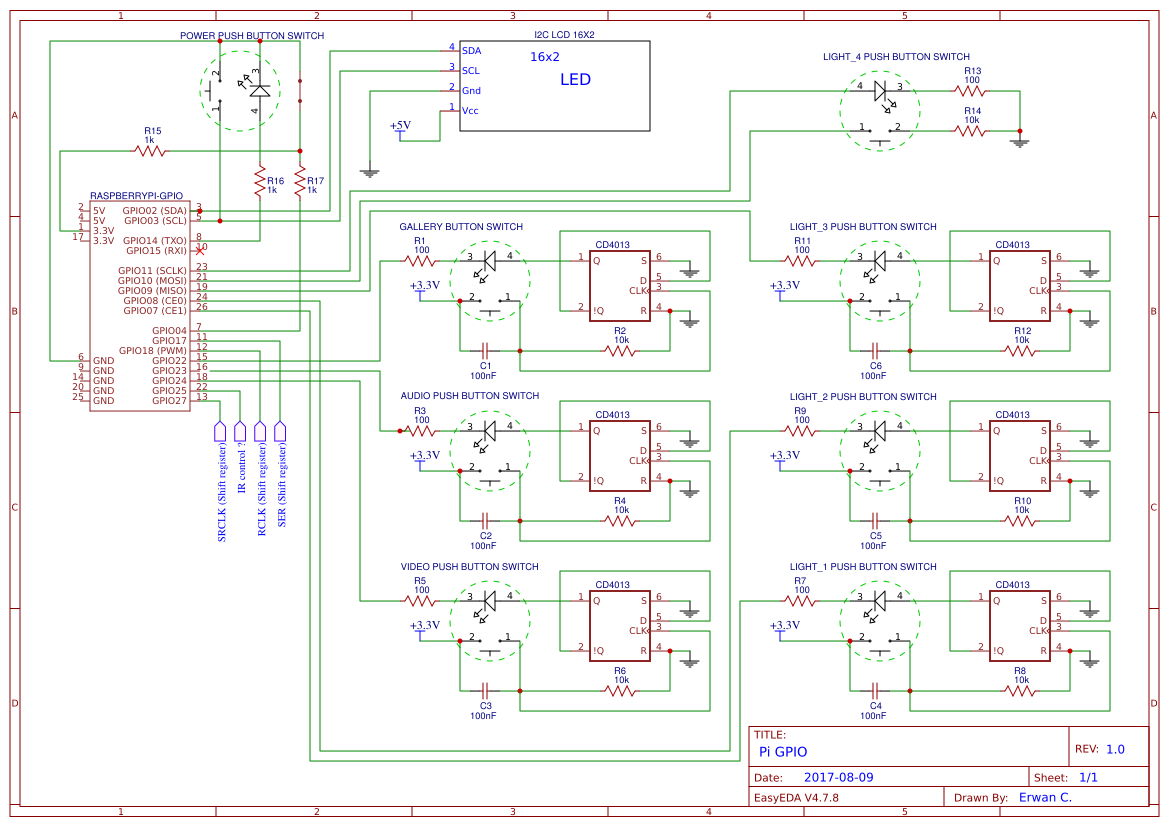 1 2 3 4 5
A B C D
A B C D
1 2 3 4 5
POWER PUSH BUTTON SWITCH
2 3
1 4
R15
1k
R16
1k
R17
1k
I2C LCD 16X2
16x2
LED
4 SDA
3 SCL
2 Gnd
1 Vcc
+5V
LIGHT_4 PUSH BUTTON SWITCH
4 3
1 2
R13
100
R14
10k
RASPBERRYPI-GPIO
2 5V GPIO02 (SDA) 3
4 5V GPIO03 (SCL) 5
1 3.3V
17 3.3V GPIO14 (TXO) 8
GPIO15 (RXI) 10
GPIO11 (SCLK) 23
GPIO10 (MOSI) 21
GPIO09 (MISO) 19
GPIO08 (CE0) 24
GPIO07 (CE1) 26
GPIO04 7
GPIO17 11
GPIO18 (PWM) 12
6 GND GPIO22 15
9 GND GPIO23 16
14 GND GPIO24 18
20 GND GPIO25 22
25 GND GPIO27 13
SRCLK (Shift register)
IR control ?
RCLK (Shift register)
SER (Shift register)
GALLERY BUTTON SWITCH
R1
100
3 4
+3.3V
2 1
C1
100nF
R2
10k
CD4013
1 Q S 6
D 5
CLK 3
2 !Q R 4
LIGHT_3 PUSH BUTTON SWITCH
R11
100
3 4
+3.3V
2 1
C6
100nF
R12
10k
CD4013
1 Q S 6
D 5
CLK 3
2 !Q R 4
AUDIO PUSH BUTTON SWITCH
R3
100
3 4
+3.3V
2 1
C2
100nF
R4
10k
CD4013
1 Q S 6
D 5
CLK 3
2 !Q R 4
LIGHT_2 PUSH BUTTON SWITCH
R9
100
3 4
+3.3V
2 1
C5
100nF
R10
10k
CD4013
1 Q S 6
D 5
CLK 3
2 !Q R 4
VIDEO PUSH BUTTON SWITCH
R5
100
3 4
+3.3V
2 1
C3
100nF
R6
10k
CD4013
1 Q S 6
D 5
CLK 3
2 !Q R 4
LIGHT_1 PUSH BUTTON SWITCH
R7
100
3 4
+3.3V
2 1
C4
100nF
R8
10k
CD4013
1 Q S 6
D 5
CLK 3
2 !Q R 4
TITLE:
Pi GPIO
REV: 1.0
Date: 2017-08-09
Sheet: 1/1
EasyEDA V4.7.8
Drawn By: Erwan C.